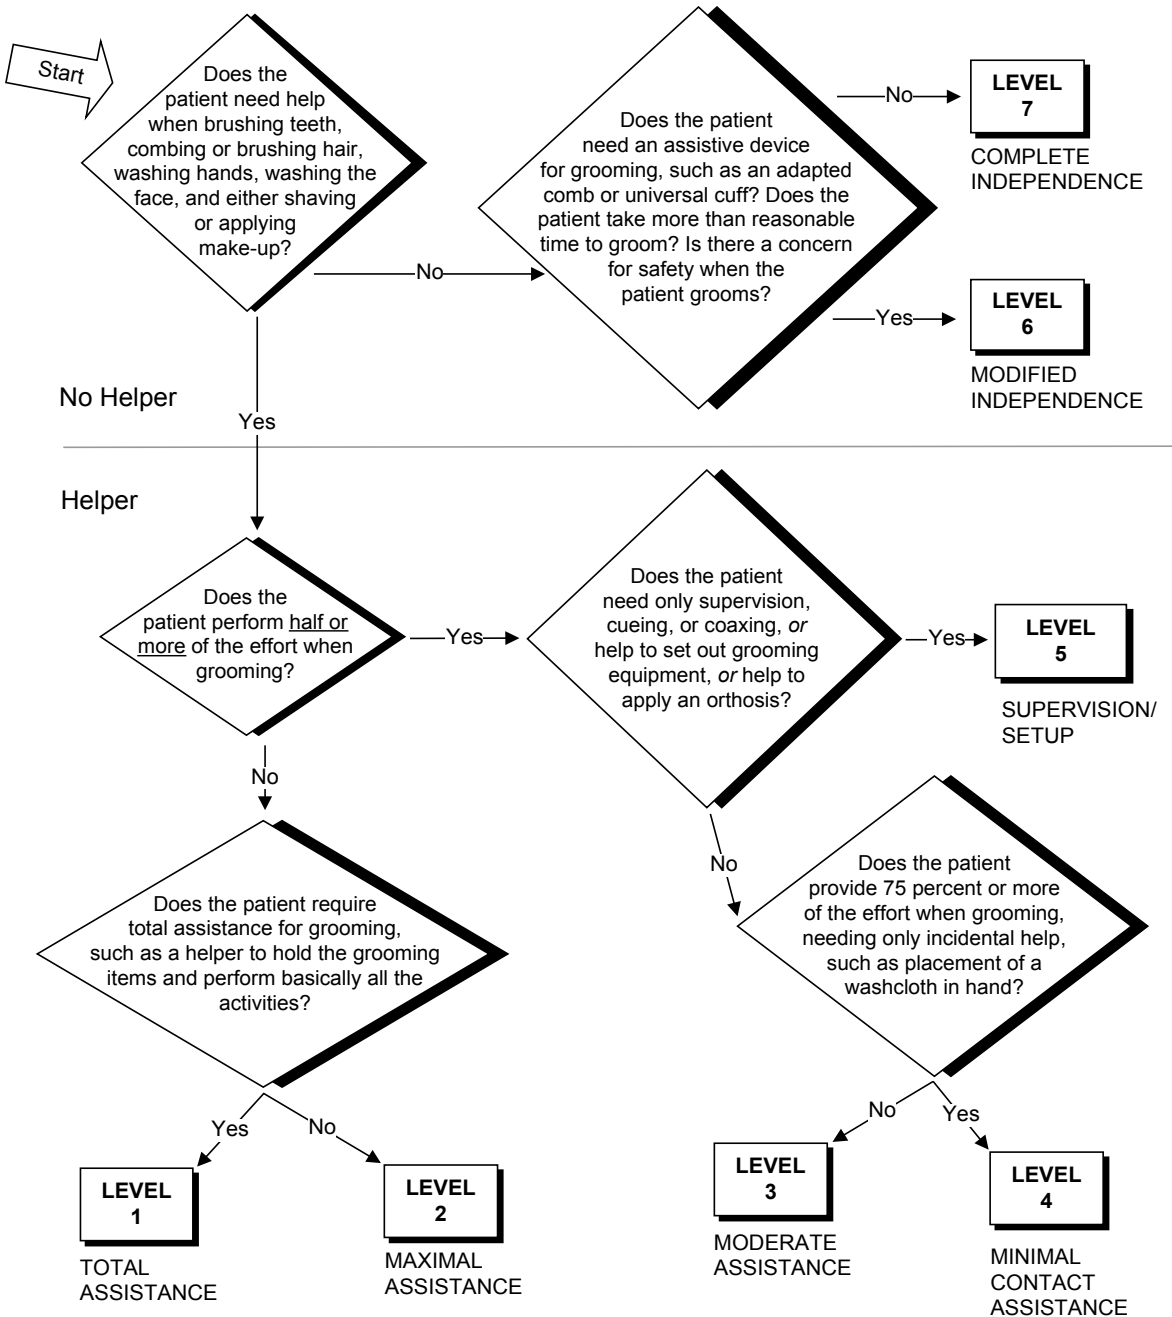 Start
Does the
patient need help
when brushing teeth,
combing or brushing hair,
washing hands, washing the
face, and either shaving
or applying
make-up?
No
Does the patient
need an assistive device
for grooming, such as an adapted
comb or universal cuff? Does the
patient take more than reasonable
time to groom? Is there a concern
for safety when the
patient grooms?
No
LEVEL
7
COMPLETE
INDEPENDENCE
Yes
LEVEL
6
MODIFIED
INDEPENDENCE
No Helper
Yes
Helper
Does the
patient perform half or
more of the effort when
grooming?
Yes
Does the patient
need only supervision,
cueing, or coaxing, or
help to set out grooming
equipment, or help to
apply an orthosis?
Yes
LEVEL
5
SUPERVISION/
SETUP
No
Does the patient require
total assistance for grooming,
such as a helper to hold the grooming
items and perform basically all the
activities?
No
Does the patient
provide 75 percent or more
of the effort when grooming,
needing only incidental help,
such as placement of a
washcloth in hand?
Yes
LEVEL
1
TOTAL
ASSISTANCE
No
LEVEL
2
MAXIMAL
ASSISTANCE
No
LEVEL
3
MODERATE
ASSISTANCE
Yes
LEVEL
4
MINIMAL
CONTACT
ASSISTANCE